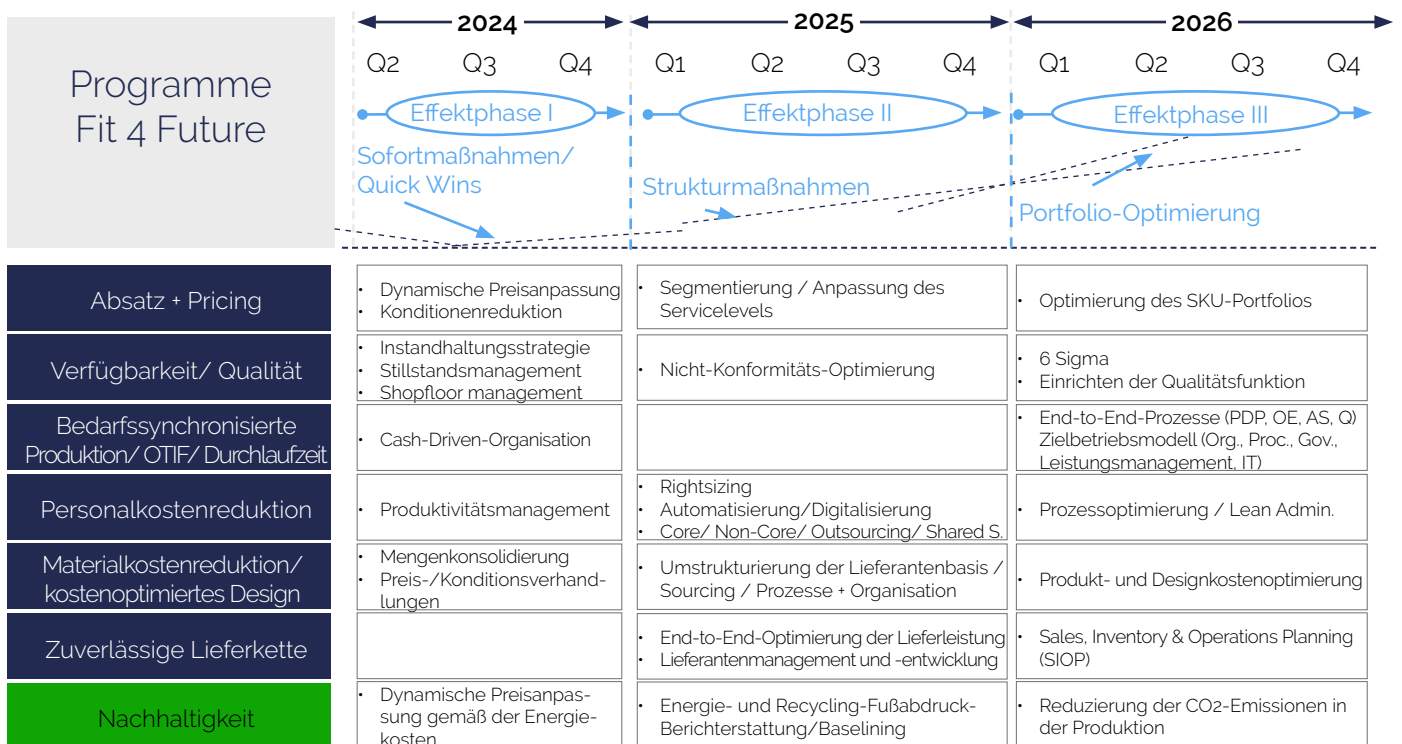 Programme
Fit 4 Future
2024
2025
2026
Q2
Q3
Q4
Q1
Q2
Q3
Q4
Q1
Q2
Q3
Q4
Effektphase I
Effektphase II
Effektphase III
Sofortmaßnahmen/
Quick Wins
Strukturmaßnahmen
Portfolio-Optimierung
Absatz + Pricing
• Dynamische Preisanpassung
• Konditionenreduktion
• Segmentierung / Anpassung des
Servicelevels
• Optimierung des SKU-Portfolios
Verfügbarkeit/ Qualität
• Instandhaltungsstrategie
• Stillstandsmanagement
• Shopfloor management
• Nicht-Konformitäts-Optimierung
• 6 Sigma
• Einrichten der Qualitätsfunktion
Bedarfssynchronisierte
Produktion/ OTIF/ Durchlaufzeit
• Cash-Driven-Organisation
• End-to-End-Prozesse (PDP, OE, AS, Q)
• Zielbetriebsmodell (Org., Proc., Gov.,
Leistungsmanagement, IT)
Personalkostenreduktion
• Produktivitätsmanagement
• Rightsizing
• Automatisierung/Digitalisierung
• Core/ Non-Core/ Outsourcing/ Shared S.
• Prozessoptimierung / Lean Admin.
Materialkostenreduktion/
kostenoptimiertes Design
• Mengenkonsolidierung
• Preis-/Konditionsverhand-
lungen
• Umstrukturierung der Lieferantenbasis /
Sourcing / Prozesse + Organisation
• Produkt- und Designkostenoptimierung
Zuverlässige Lieferkette
• End-to-End-Optimierung der Lieferleistung
• Lieferantenmanagement und -entwicklung
• Sales, Inventory & Operations Planning
(SIOP)
Nachhaltigkeit
• Dynamische Preisanpas-
sung gemäß der Energie-
kosten
• Energie- und Recycling-Fußabdruck-
Berichterstattung/Baselining
• Reduzierung der CO2-Emissionen in
der Produktion